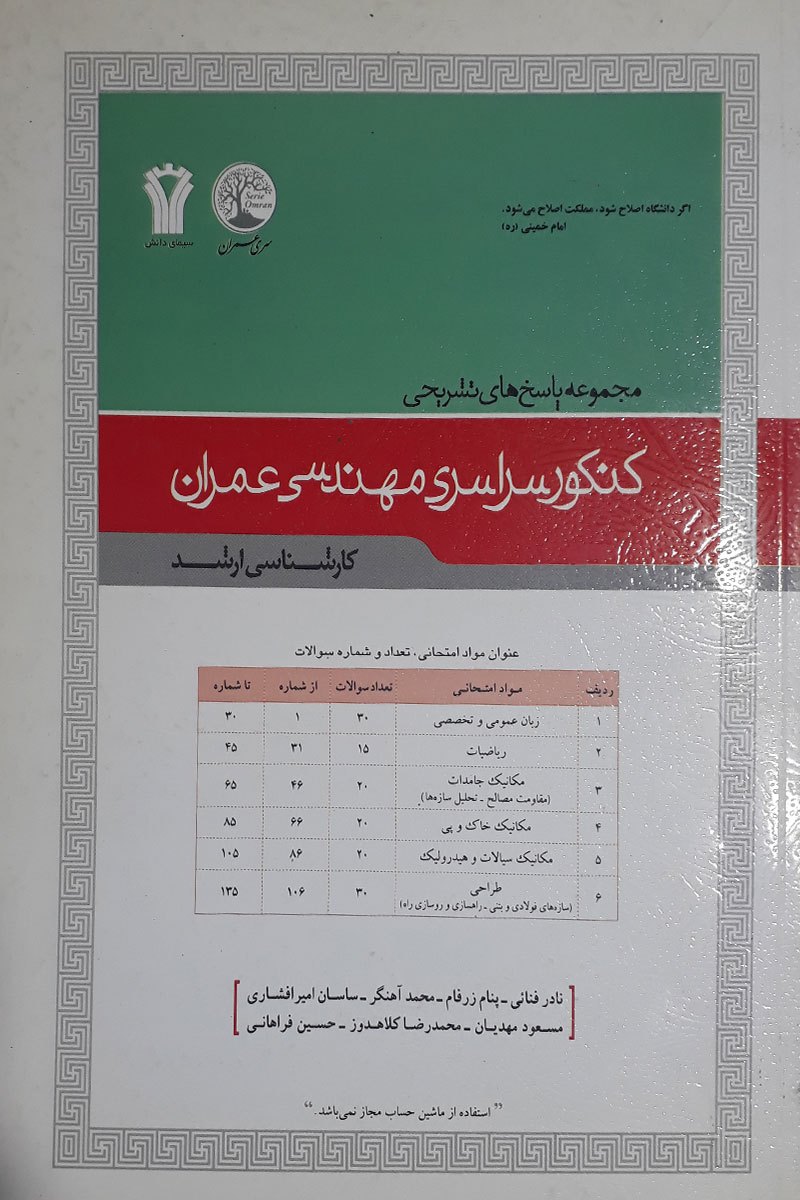 اگر دانشگاه اصلاح شود، مملکت اصلاح می‌شود.
امام خمینی (ره)
Serie
Omran
سری عمران
سیمای دانش
مجموعه پاسخ‌های تشریحی
کنکور سراسری مهندسی عمران
کارشناسی ارشد
عنوان مواد امتحانی، تعداد و شماره سوالات
ردیف مواد امتحانی تعداد سوالات از شماره تا شماره
۱ زبان عمومی و تخصصی ۳۰ ۱ ۳۰
۲ ریاضیات ۱۵ ۳۱ ۴۵
۳ مکانیک جامدات ۲۰ ۴۶ ۶۵
(مقاومت مصالح - تحلیل سازه‌ها)
۴ مکانیک خاک و پی ۲۰ ۶۶ ۸۵
۵ مکانیک سیالات و هیدرولیک ۲۰ ۸۶ ۱۰۵
۶ طراحی ۳۰ ۱۰۶ ۱۳۵
(سازه‌های فولادی و بتنی - راهسازی و روسازی راه)
نادر فنائی - پنام زرفام - محمد آهنگر - ساسان امیرافشاری
مسعود مهدیان - محمدرضا کلاهدوز - حسین فراهانی
" استفاده از ماشین حساب مجاز نمی‌باشد. "